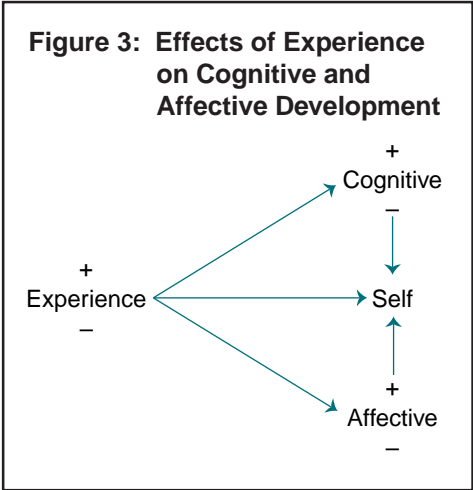 Figure 3: Effects of Experience
on Cognitive and
Affective Development
+
Cognitive
–
+
Experience
–
Self
+
Affective
–